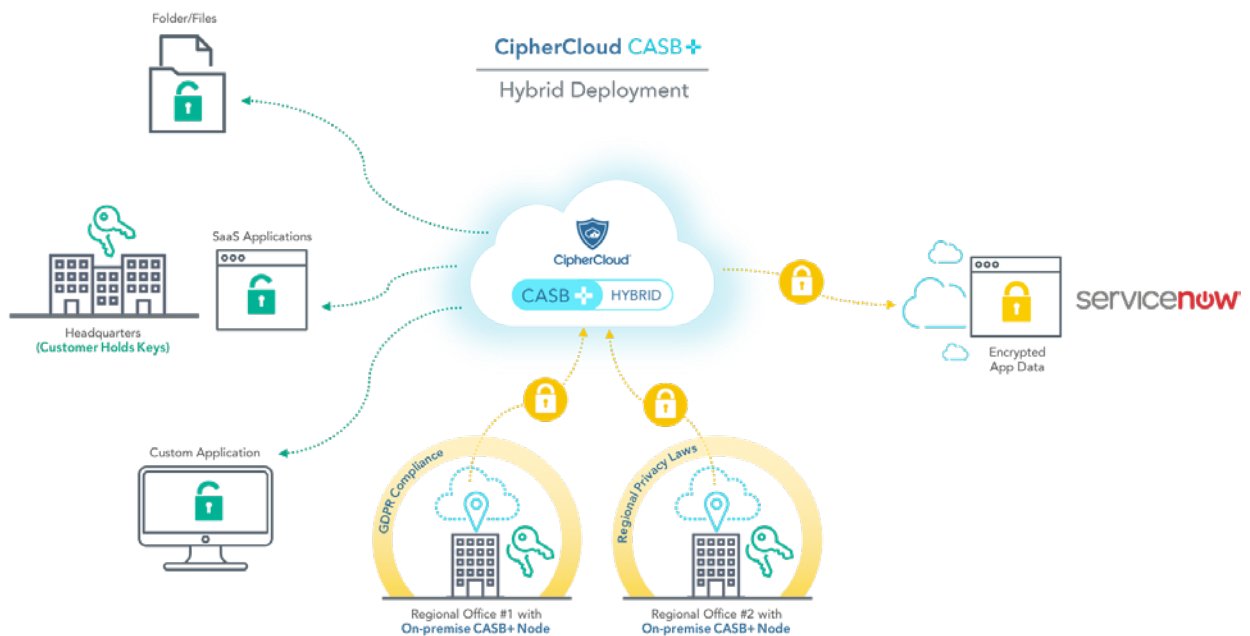 Folder/Files
CipherCloud CASB+
Hybrid Deployment
SaaS Applications
CipherCloud
CASB+ HYBRID
Headquarters
(Customer Holds Keys)
servicenow
Encrypted
App Data
Custom Application
GDPR Compliance
Regional Privacy Laws
Regional Office #1 with
On-premise CASB+ Node
Regional Office #2 with
On-premise CASB+ Node